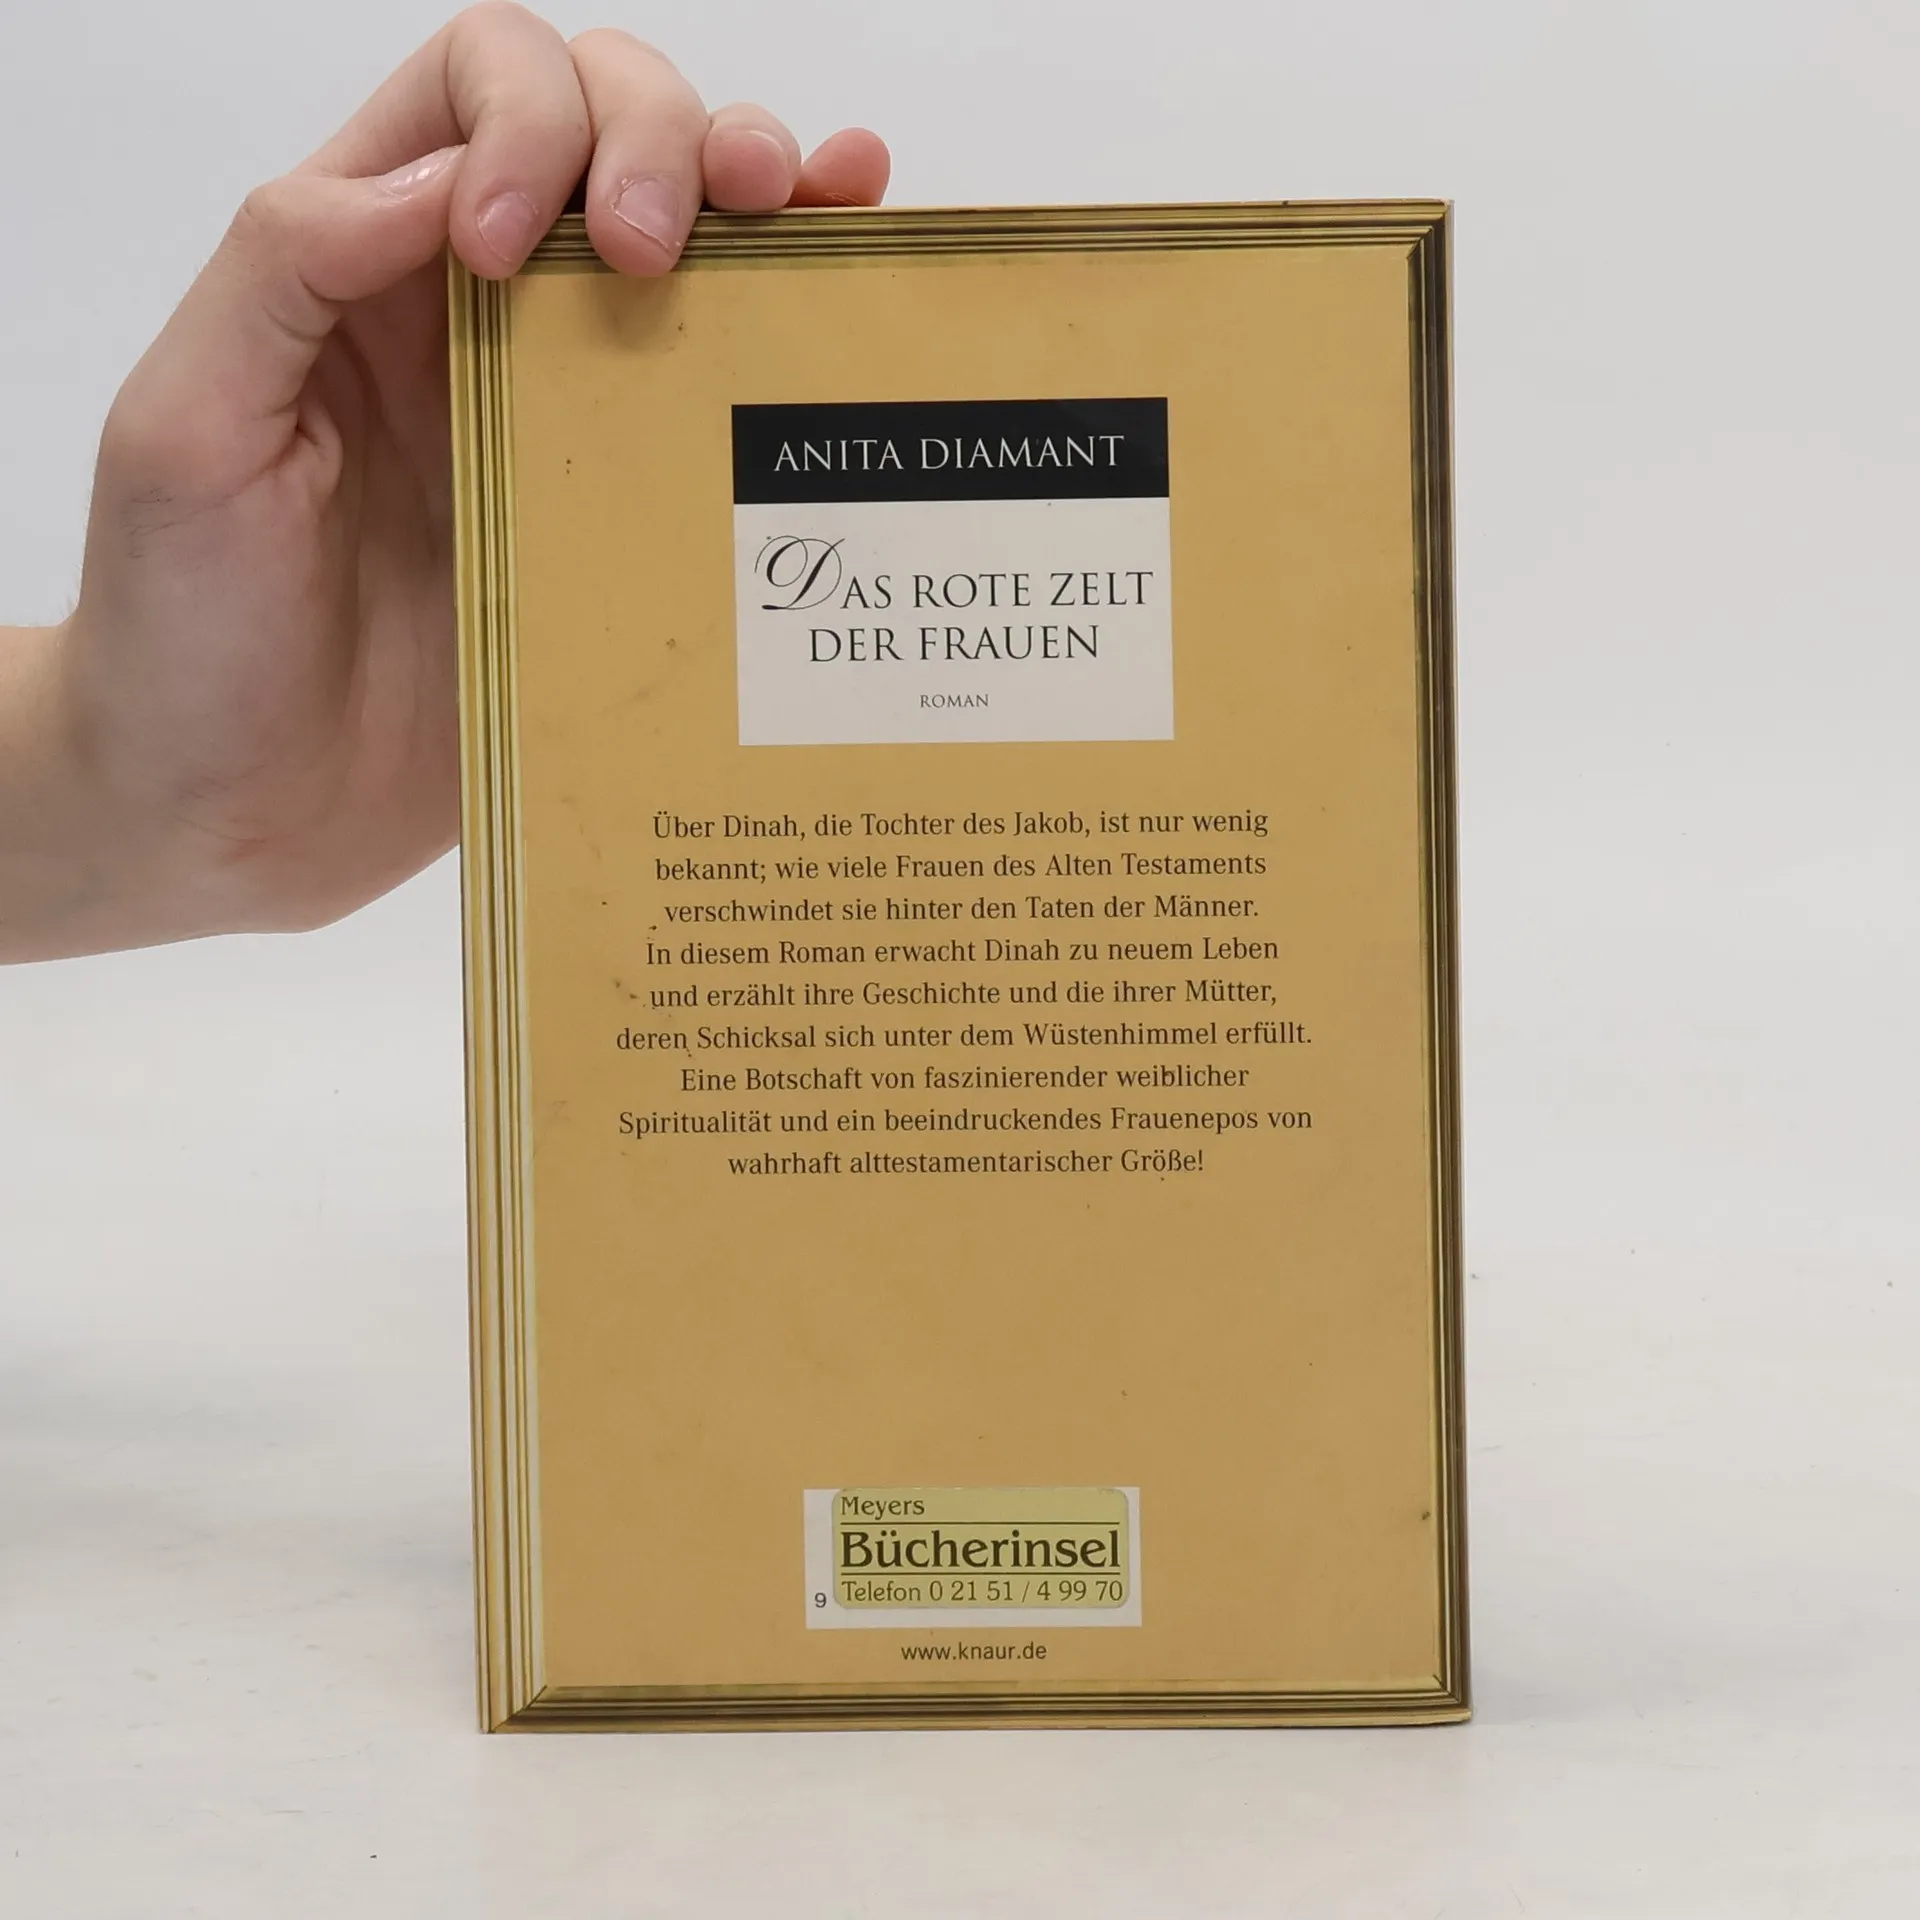 ANITA DIAMANT
DAS ROTE ZELT
DER FRAUEN
ROMAN
Über Dinah, die Tochter des Jakob, ist nur wenig
bekannt; wie viele Frauen des Alten Testaments
verschwindet sie hinter den Taten der Männer.
In diesem Roman erwacht Dinah zu neuem Leben
und erzählt ihre Geschichte und die ihrer Mütter,
deren Schicksal sich unter dem Wüstenhimmel erfüllt.
Eine Botschaft von faszinierender weiblicher
Spiritualität und ein beeindruckendes Frauenepos von
wahrhaft alttestamentarischer Größe!
Meyers
Bücherinsel
Telefon 0 21 51 / 4 99 70
9
www.knaur.de